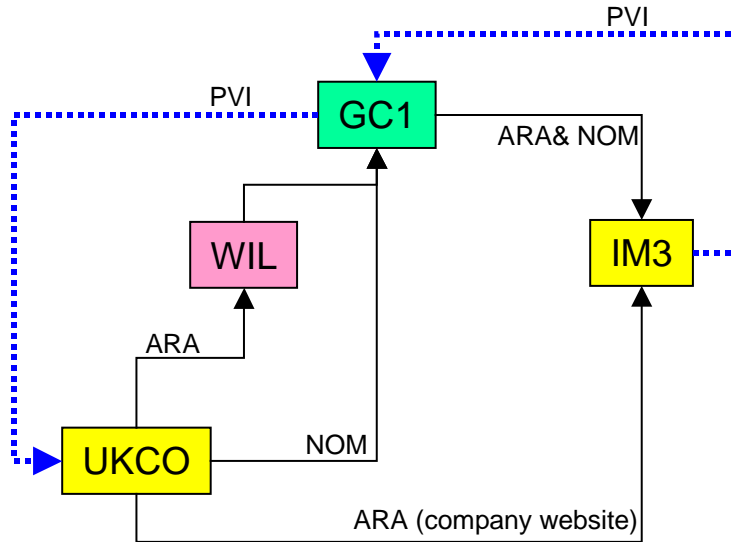 PVI
PVI
GC1
ARA& NOM
WIL
IM3
ARA
NOM
UKCO
ARA (company website)